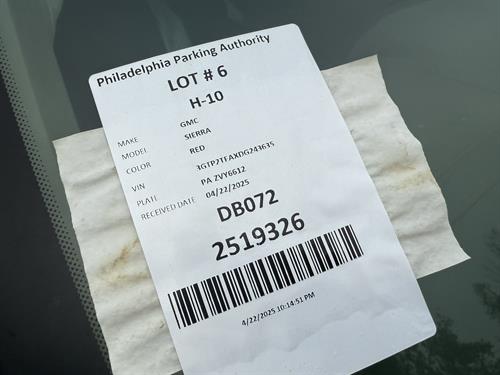 Philadelphia Parking Authority
LOT # 6
H-10
MAKE GMC
MODEL SIERRA
COLOR RED
VIN 3GTP2TFAXDG243635
PLATE PA ZVY6612
RECEIVED DATE 04/22/2025
DB072
2519326
4/22/2025 10:14:51 PM